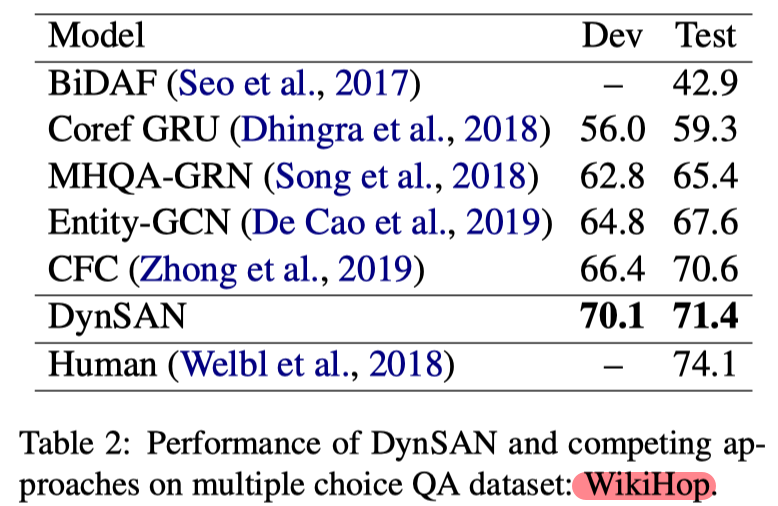 Model Dev Test
BiDAF (Seo et al., 2017) – 42.9
Coref GRU (Dhingra et al., 2018) 56.0 59.3
MHQA-GRN (Song et al., 2018) 62.8 65.4
Entity-GCN (De Cao et al., 2019) 64.8 67.6
CFC (Zhong et al., 2019) 66.4 70.6
DynSAN 70.1 71.4
Human (Welbl et al., 2018) – 74.1
Table 2: Performance of DynSAN and competing ap-
proaches on multiple choice QA dataset: WikiHop.